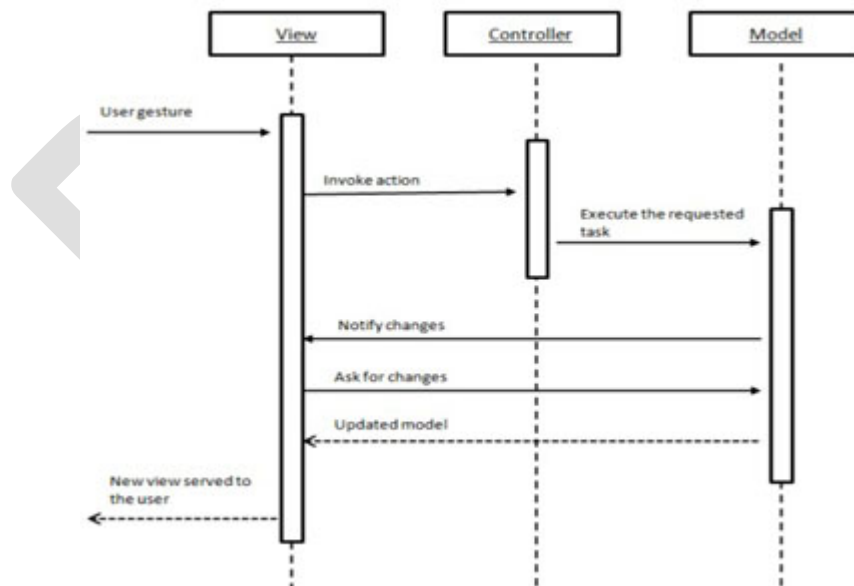 View
Controller
Model
User gesture
Invoke action
Execute the requested
task
Notify changes
Ask for changes
Updated model
New view served to
the user